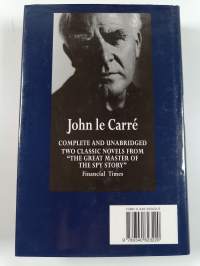 John le Carré
COMPLETE AND UNABRIDGED
TWO CLASSIC NOVELS FROM
"THE GREAT MASTER OF
THE SPY STORY"
Financial Times